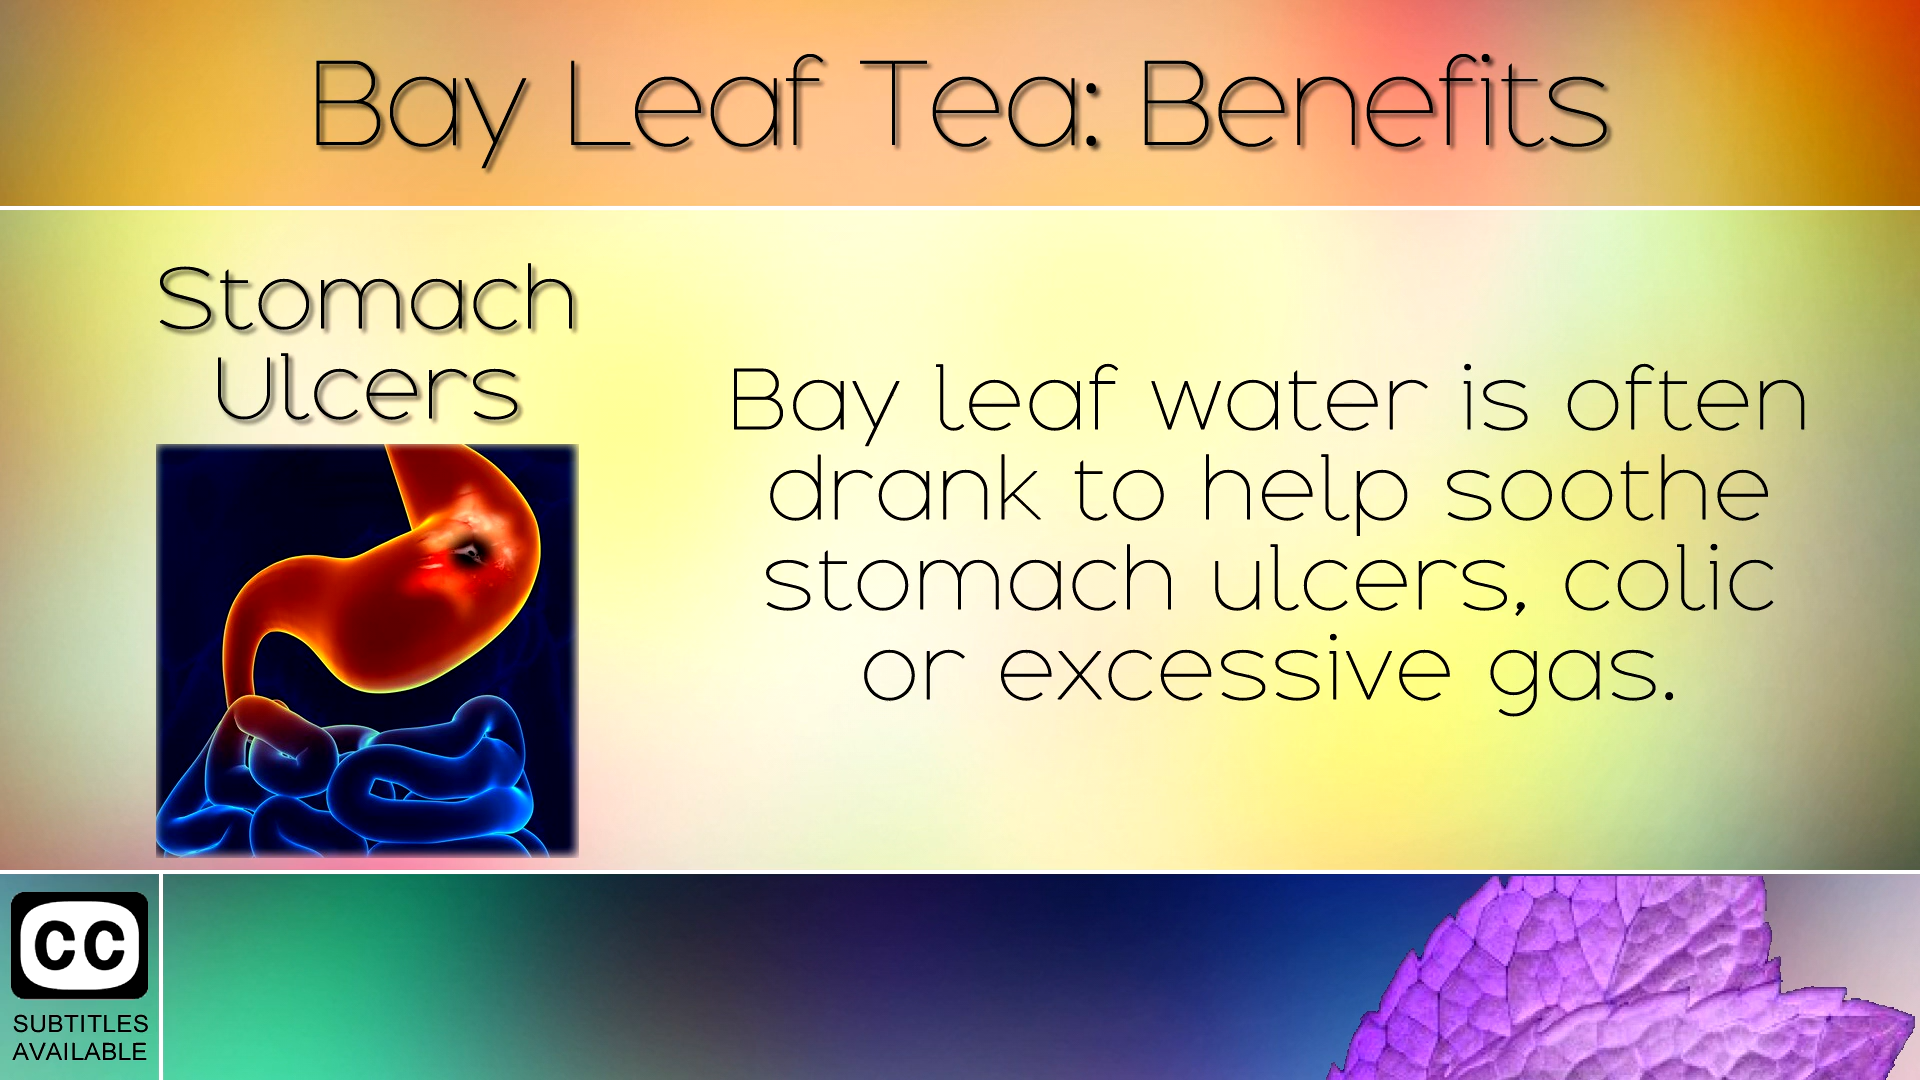 Bay Leaf Tea: Benefits
Stomach
Ulcers
Bay leaf water is often
drank to help soothe
stomach ulcers, colic
or excessive gas.
CC
SUBTITLES
AVAILABLE